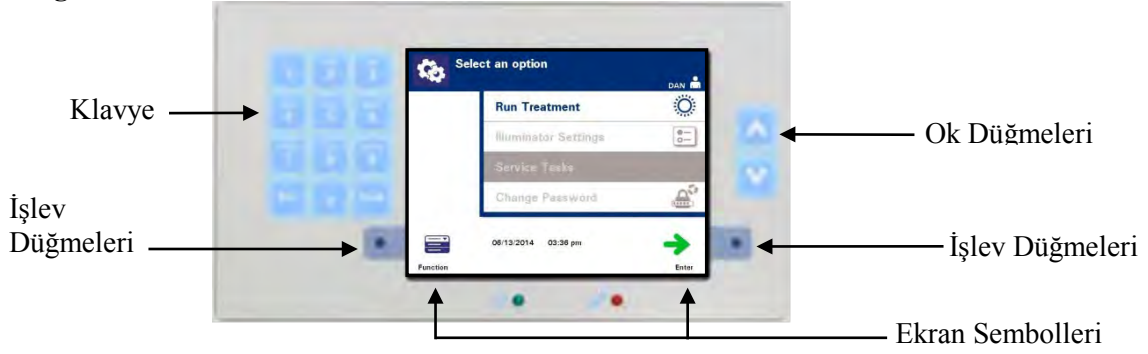 Select an option
DAN
Run Treatment
Klavye
Illuminator Settings
Ok Düğmeleri
Service Tasks
Change Password
İşlev
Düğmeleri
06/13/2014 03:36 pm
İşlev Düğmeleri
Function
Enter
Ekran Sembolleri